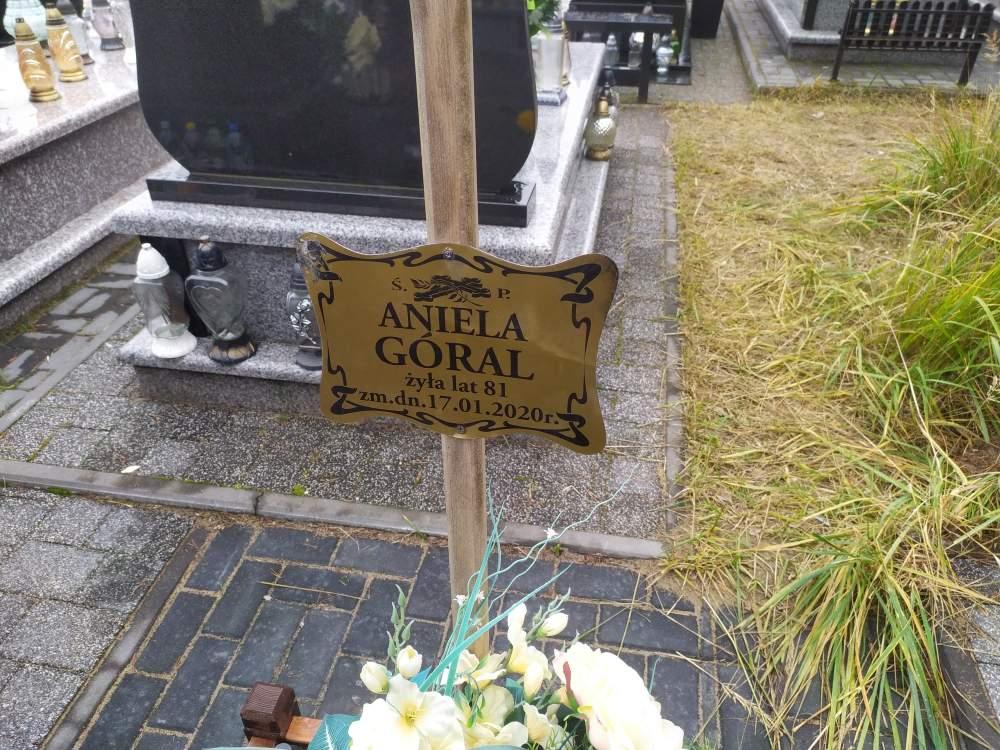 Ś. P.
ANIELA
GÓRAL
żyła lat 81
zm.dn.17.01.2020r.